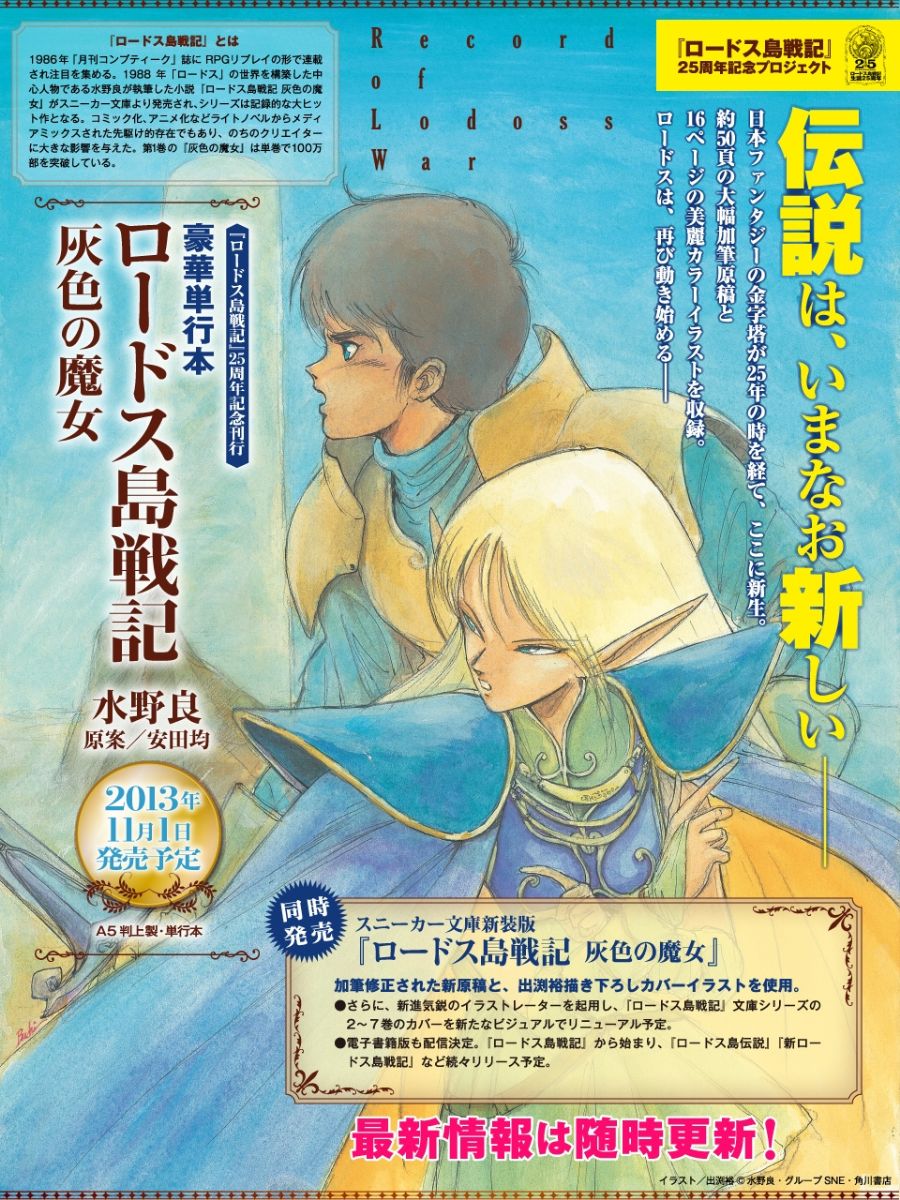 『ロードス島戦記』とは
1986年『月刊コンプティーク』誌にRPGリプレイの形で連載
され注目を集める。1988年「ロードス」の世界を構築した中
心人物である水野良が執筆した小説『ロードス島戦記 灰色の魔
女』がスニーカー文庫より発売され、シリーズは記録的な大ヒッ
ト作となる。コミック化、アニメ化などライトノベルからメディ
アミックスされた先駆け的存在でもあり、のちのクリエイター
に大きな影響を与えた。第1巻の『灰色の魔女』は単巻で100万
部を突破している。
Record
of
Lodoss
War
『ロードス島戦記』
25周年記念プロジェクト
25
ロードス島戦記
生誕25周年
伝説は、いまなお新しい――
日本ファンタジーの金字塔が25年の時を経て、ここに新生。
約50頁の大幅加筆原稿と
16ページの美麗カラーイラストを収録。
ロードスは、再び動き始める――
『ロードス島戦記』25周年記念刊行
豪華単行本
ロードス島戦記
灰色の魔女
水野良
原案／安田均
2013年
11月1日
発売予定
A5判上製・単行本
同時
発売
スニーカー文庫新装版
『ロードス島戦記 灰色の魔女』
加筆修正された新原稿と、出渕裕描き下ろしカバーイラストを使用。
●さらに、新進気鋭のイラストレーターを起用し、『ロードス島戦記』文庫シリーズの
2〜7巻のカバーを新たなビジュアルでリニューアル予定。
●電子書籍版も配信決定。『ロードス島戦記』から始まり、『ロードス島伝説』『新ロー
ドス島戦記』など続々リリース予定。
最新情報は随時更新！
イラスト／出渕裕 © 水野良・グループSNE・角川書店